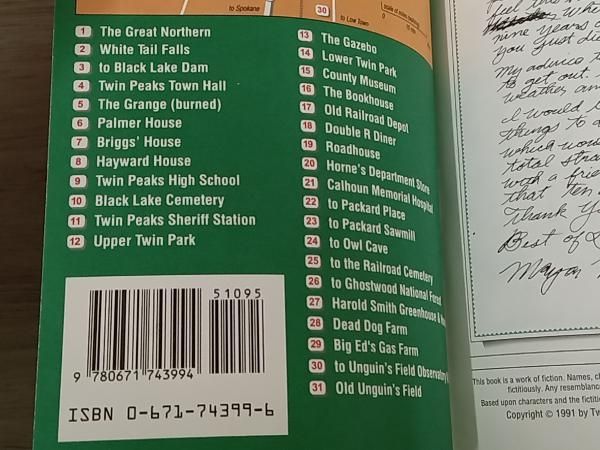 to Spokane
30
to Low Town
scale of miles
0
1 The Great Northern
2 White Tail Falls
3 to Black Lake Dam
4 Twin Peaks Town Hall
5 The Grange (burned)
6 Palmer House
7 Briggs' House
8 Hayward House
9 Twin Peaks High School
10 Black Lake Cemetery
11 Twin Peaks Sheriff Station
12 Upper Twin Park
13 The Gazebo
14 Lower Twin Park
15 County Museum
16 The Bookhouse
17 Old Railroad Depot
18 Double R Diner
19 Roadhouse
20 Horne's Department Store
21 Calhoun Memorial Hospital
22 to Packard Place
23 to Packard Sawmill
24 to Owl Cave
25 to the Railroad Cemetery
26 to Ghostwood National Forest
27 Harold Smith Greenhouse &
28 Dead Dog Farm
29 Big Ed's Gas Farm
30 to Unguin's Field Observatory
31 Old Unguin's Field
51095
9 780671 743994
ISBN 0-671-74399-6
nine years
you just
My advice
to get out.
weather
I would
things to
which
total
with a
that ten
Thank
Best of
This book is a work of fiction. Names,
fictitiously. Any
Based upon characters and the
Copyright © 1991 by